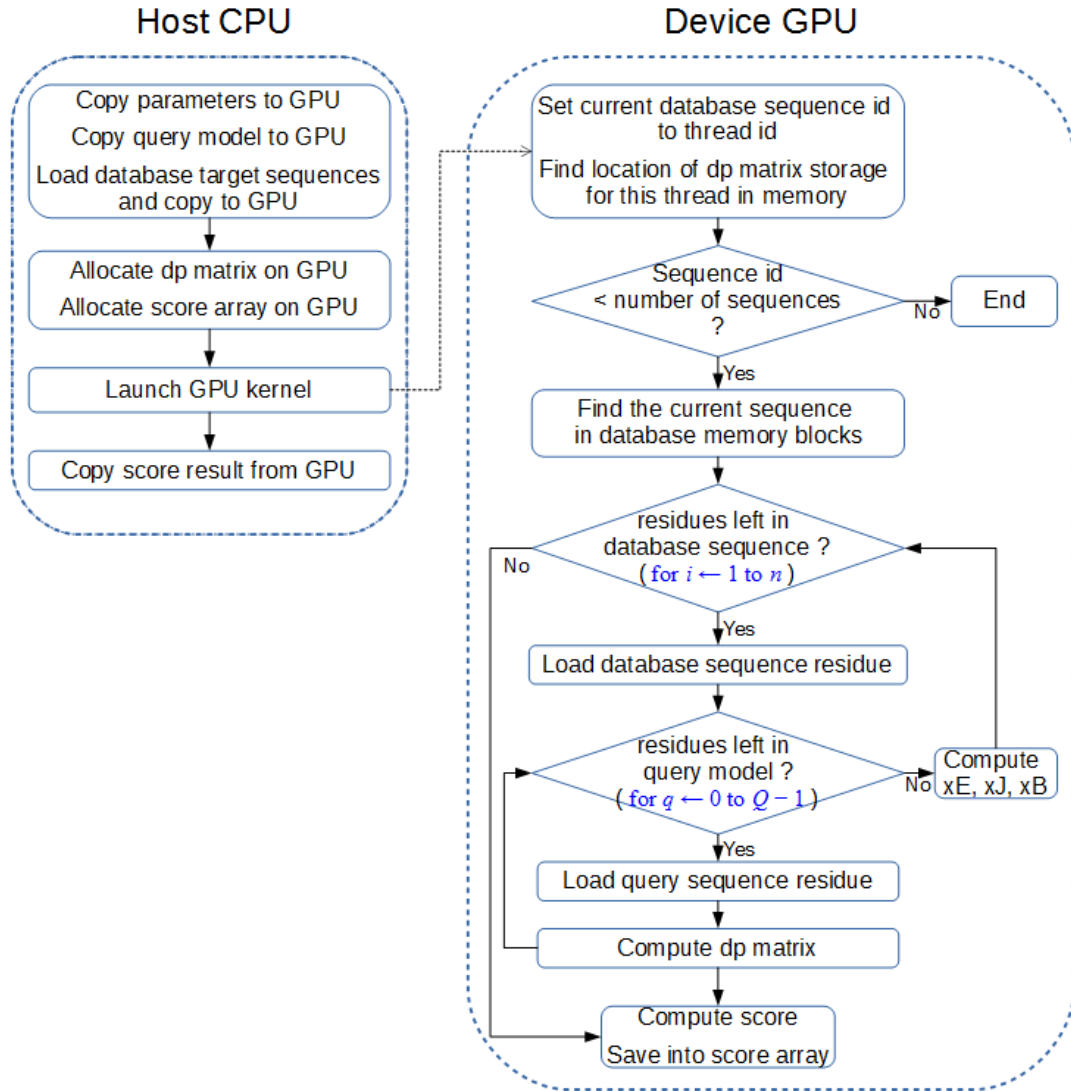 Host CPU
Copy parameters to GPU
Copy query model to GPU
Load database target sequences
and copy to GPU
Allocate dp matrix on GPU
Allocate score array on GPU
Launch GPU kernel
Copy score result from GPU
Device GPU
Set current database sequence id
to thread id
Find location of dp matrix storage
for this thread in memory
Sequence id
< number of sequences
?
No
End
Yes
Find the current sequence
in database memory blocks
residues left in
database sequence ?
( for i ← 1 to n )
No
Yes
Load database sequence residue
residues left in
query model ?
( for q ← 0 to Q − 1 )
No
Compute
xE, xJ, xB
Yes
Load query sequence residue
Compute dp matrix
Compute score
Save into score array